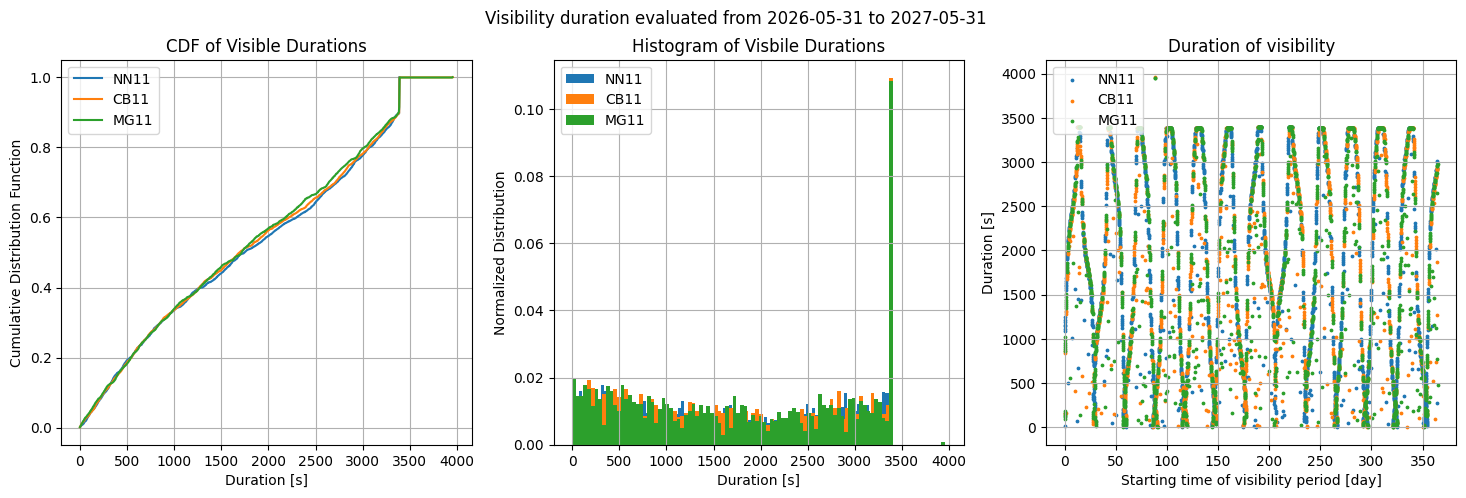 Visibility duration evaluated from 2026-05-31 to 2027-05-31
CDF of Visible Durations
Cumulative Distribution Function
1.0
0.8
0.6
0.4
0.2
0.0
NN11
CB11
MG11
0 500 1000 1500 2000 2500 3000 3500 4000
Duration [s]
Histogram of Visbile Durations
Normalized Distribution
0.10
0.08
0.06
0.04
0.02
0.00
NN11
CB11
MG11
0 500 1000 1500 2000 2500 3000 3500 4000
Duration [s]
Duration of visibility
Duration [s]
4000
3500
3000
2500
2000
1500
1000
500
0
NN11
CB11
MG11
0 50 100 150 200 250 300 350
Starting time of visibility period [day]